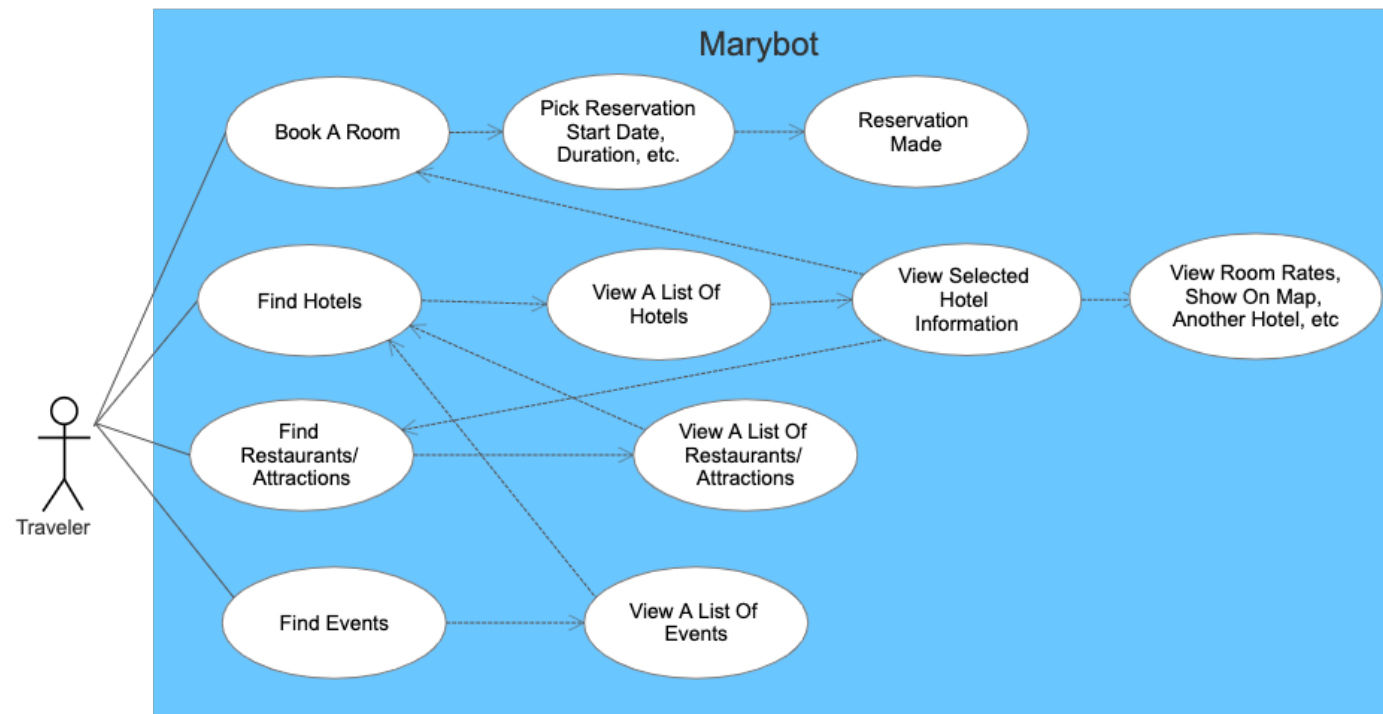 Marybot
Book A Room
Pick Reservation
Start Date,
Duration, etc.
Reservation
Made
Find Hotels
View A List Of
Hotels
View Selected
Hotel
Information
View Room Rates,
Show On Map,
Another Hotel, etc
Find
Restaurants/
Attractions
View A List Of
Restaurants/
Attractions
Traveler
Find Events
View A List Of
Events